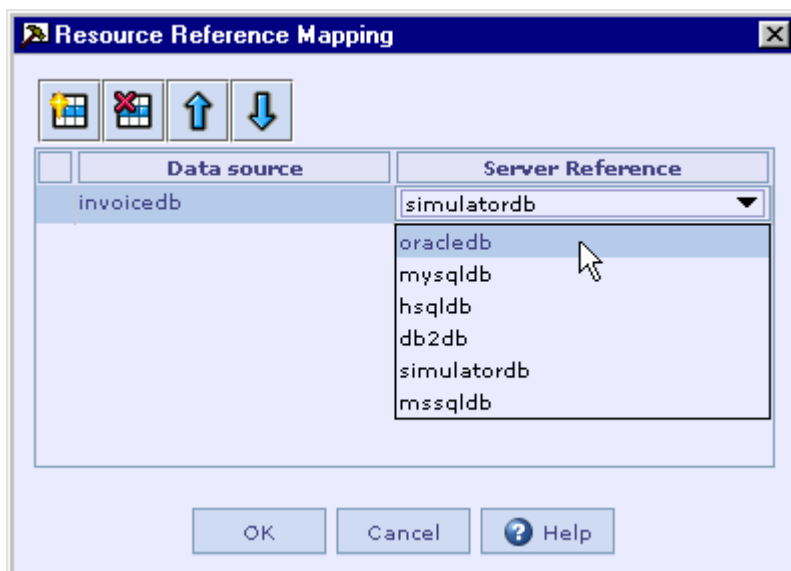 Resource Reference Mapping
Data source Server Reference
invoicedb simulatordb
oracledb
mysqldb
hsqldb
db2db
simulatordb
mssqldb
OK Cancel ? Help